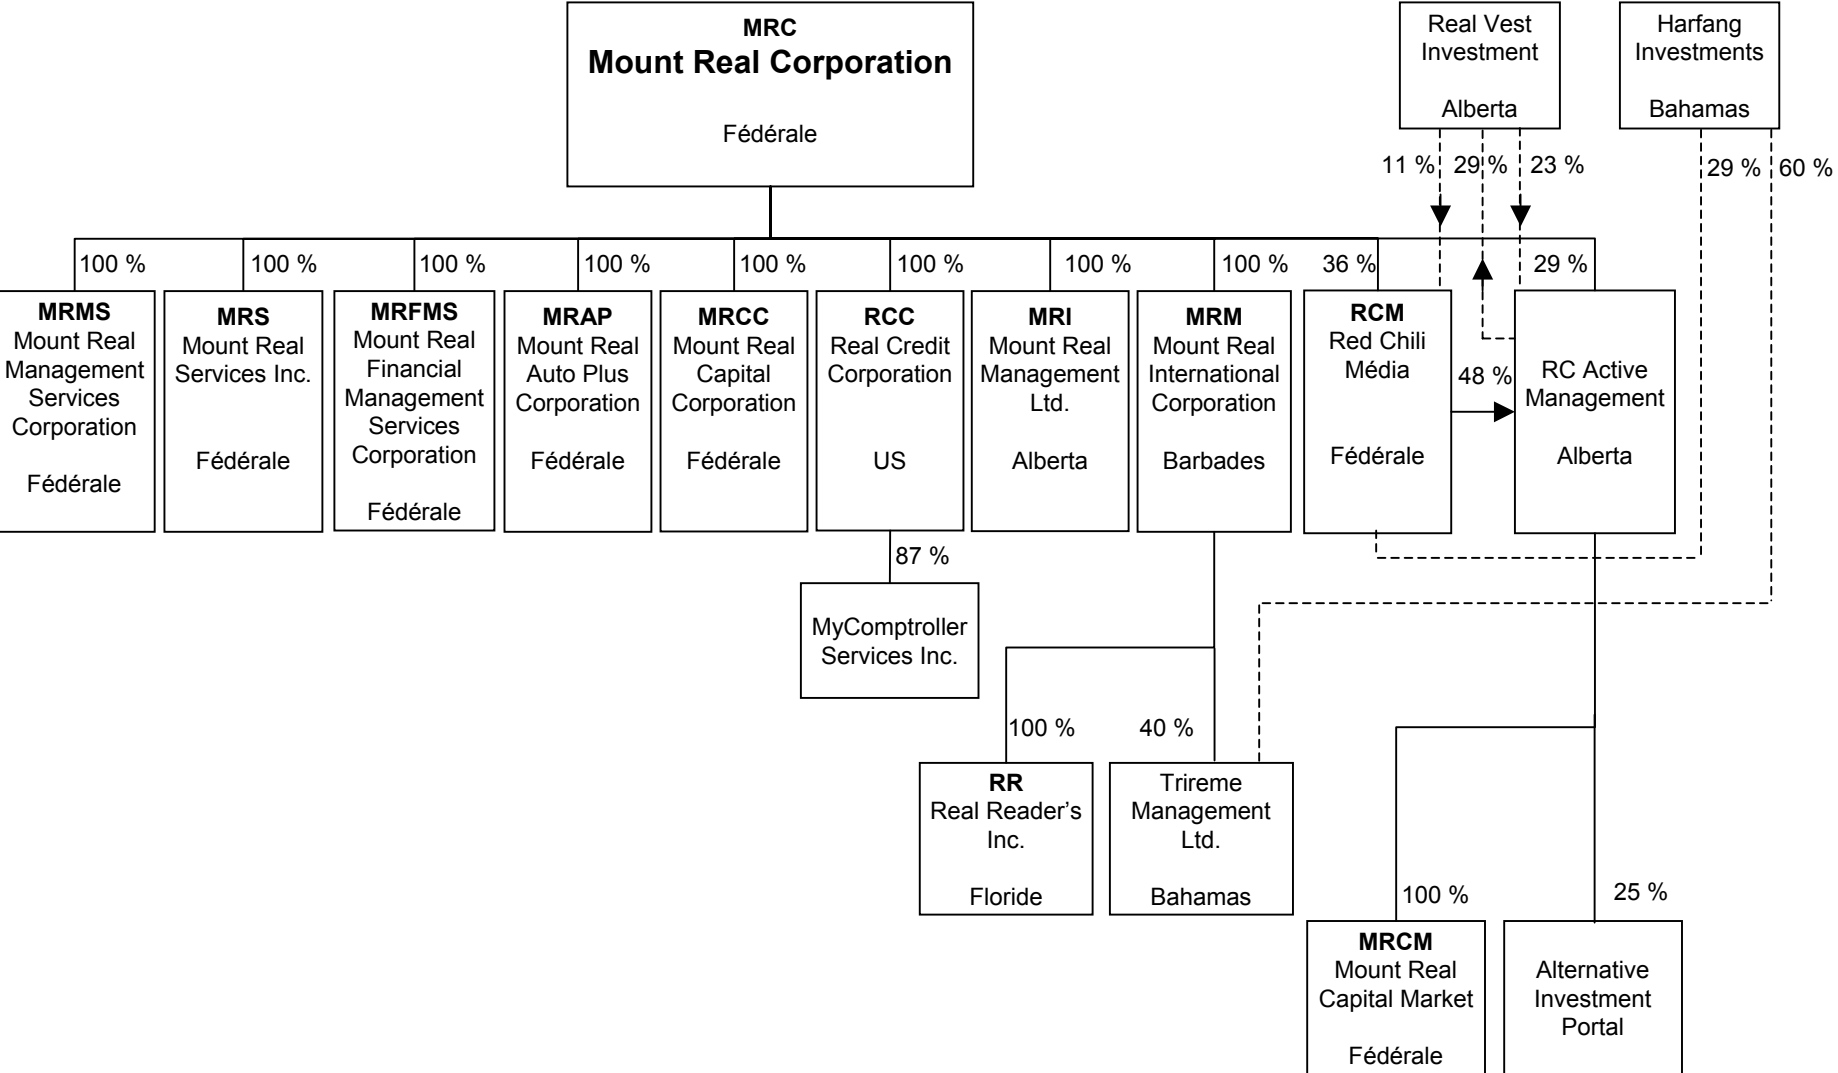 MRC
Mount Real Corporation
Fédérale
Real Vest
Investment
Alberta
Harfang
Investments
Bahamas
11 %
29 %
23 %
29 %
60 %
100 %
100 %
100 %
100 %
100 %
100 %
100 %
100 %
36 %
29 %
MRMS
Mount Real
Management
Services
Corporation
Fédérale
MRS
Mount Real
Services Inc.
Fédérale
MRFMS
Mount Real
Financial
Management
Services
Corporation
Fédérale
MRAP
Mount Real
Auto Plus
Corporation
Fédérale
MRCC
Mount Real
Capital
Corporation
Fédérale
RCC
Real Credit
Corporation
US
MRI
Mount Real
Management
Ltd.
Alberta
MRM
Mount Real
International
Corporation
Barbades
RCM
Red Chili
Média
Fédérale
48 %
RC Active
Management
Alberta
87 %
MyComptroller
Services Inc.
100 %
40 %
RR
Real Reader’s
Inc.
Floride
Trireme
Management
Ltd.
Bahamas
100 %
25 %
MRCM
Mount Real
Capital Market
Fédérale
Alternative
Investment
Portal